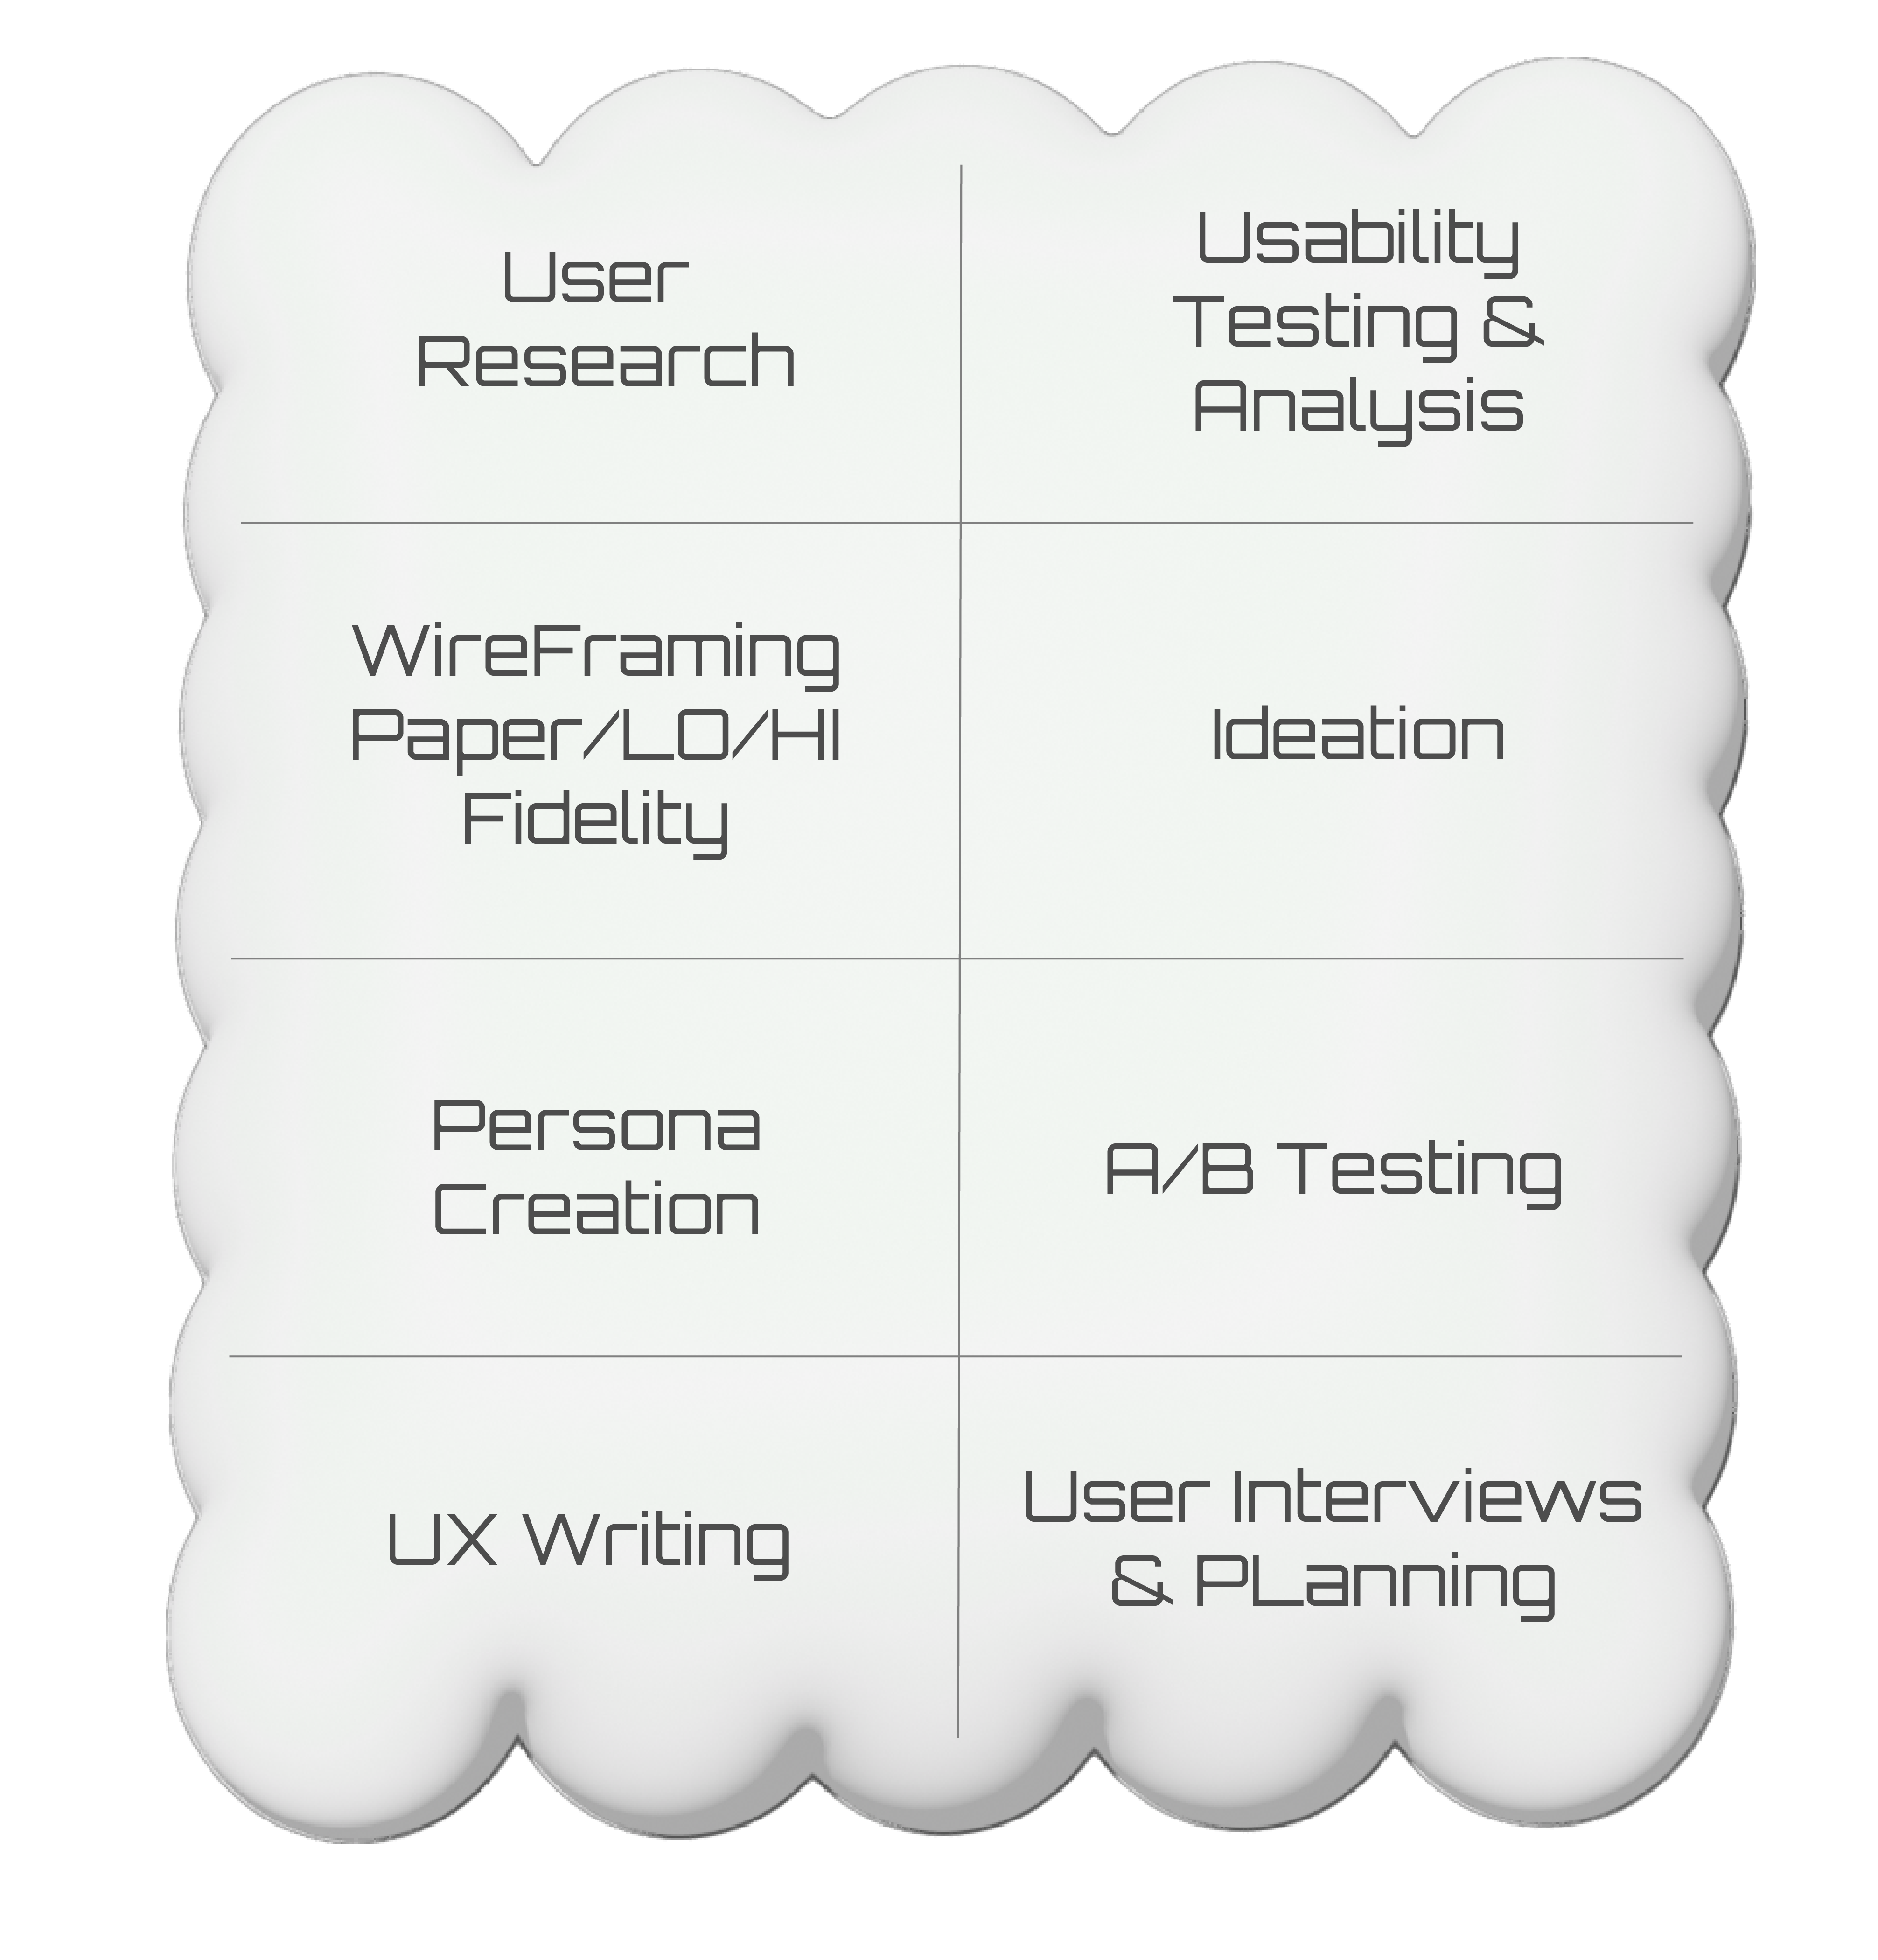 User
Research
Usability
Testing &
Analysis
WireFraming
Paper/LO/HI
Fidelity
Ideation
Persona
Creation
A/B Testing
UX Writing
User Interviews
& PLanning